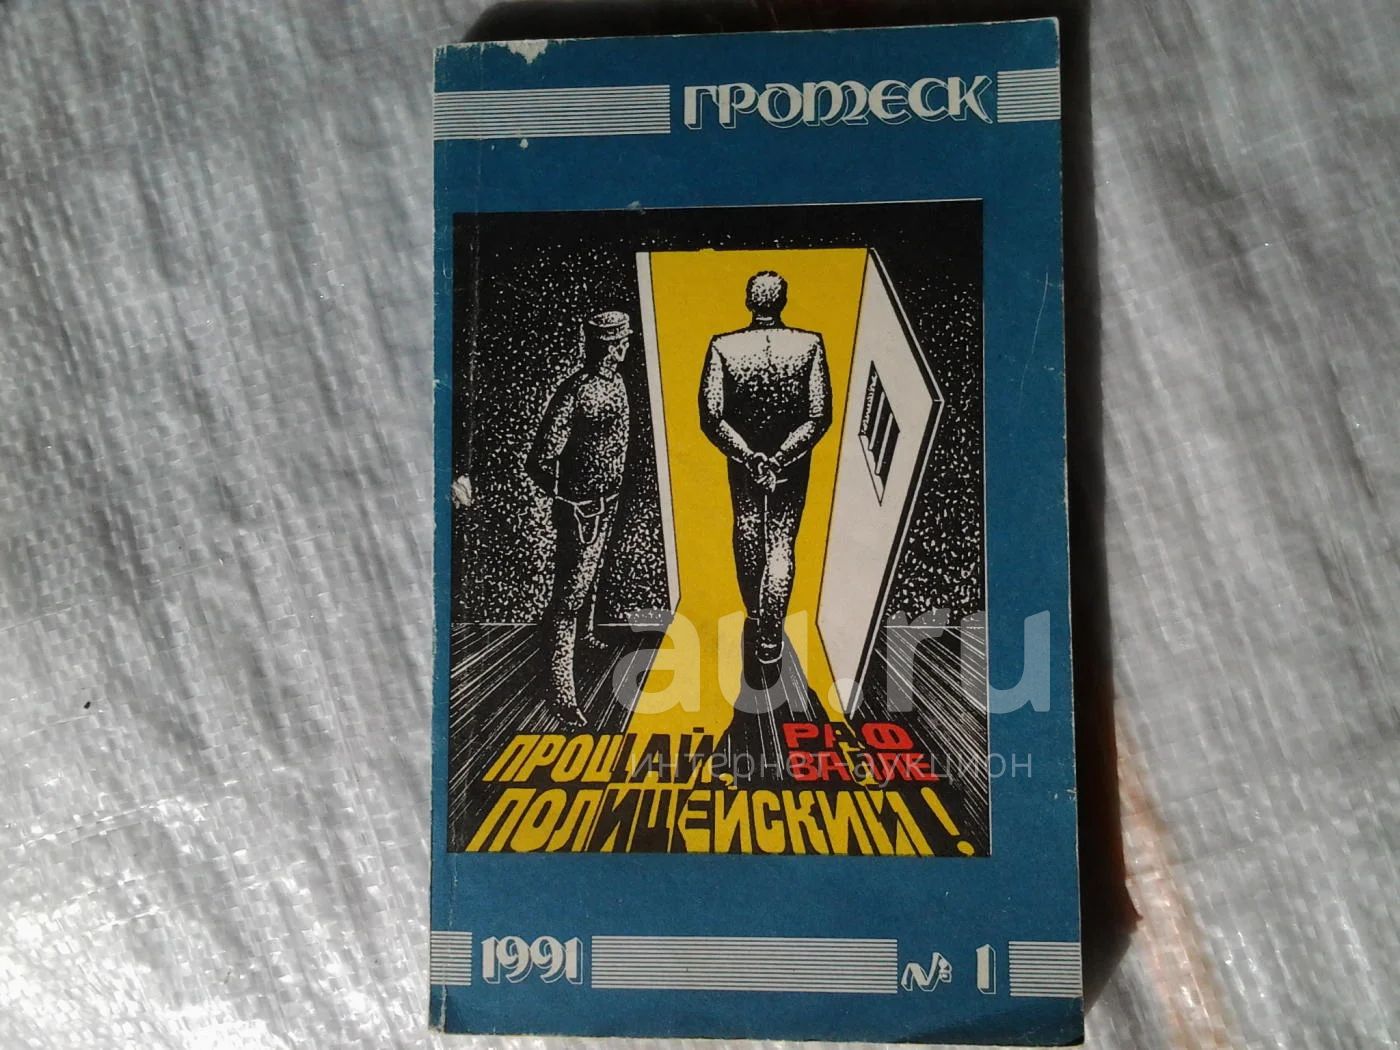 ГРОТЕСК
au.ru
интернет-аукцион
РАФ
ВАЛЛЕ
ПРОЩАЙ,
ПОЛИЦЕЙСКИЙ!
1991
№ 1